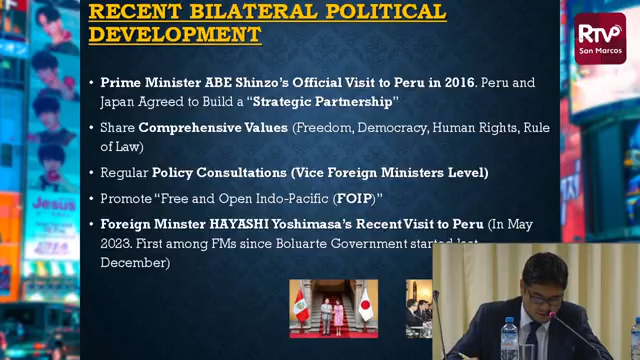 RECENT BILATERAL POLITICAL
DEVELOPMENT
RTVP
San Marcos
• Prime Minister ABE Shinzo's Official Visit to Peru in 2016. Peru and
Japan Agreed to Build a "Strategic Partnership"
• Share Comprehensive Values (Freedom, Democracy, Human Rights, Rule
of Law)
• Regular Policy Consultations (Vice Foreign Ministers Level)
• Promote "Free and Open Indo-Pacific (FOIP)"
• Foreign Minster HAYASHI Yoshimasa's Recent Visit to Peru (In May
2023. First among FMs since Boluarte Government started last
December)
Jesus